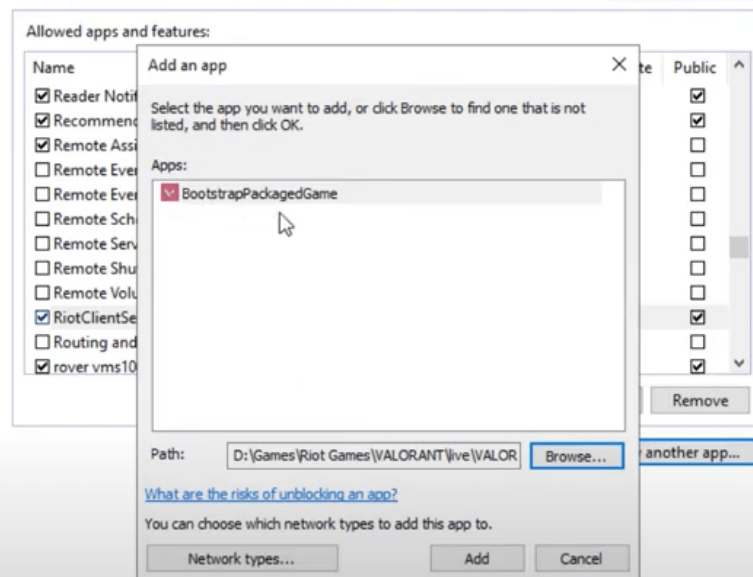 Allowed apps and features:
Name
Public
Add an app
Select the app you want to add, or click Browse to find one that is not
listed, and then click OK.
Apps:
BootstrapPackagedGame
Reader Notif
Recommend
Remote Assi
Remote Ever
Remote Ever
Remote Sch
Remote Serv
Remote Shu
Remote Volu
RiotClientSe
Routing and
rover vms10
Remove
another app...
Path:
D:\Games\Riot Games\VALORANT\live\VALOR
Browse...
What are the risks of unblocking an app?
You can choose which network types to add this app to.
Network types...
Add
Cancel